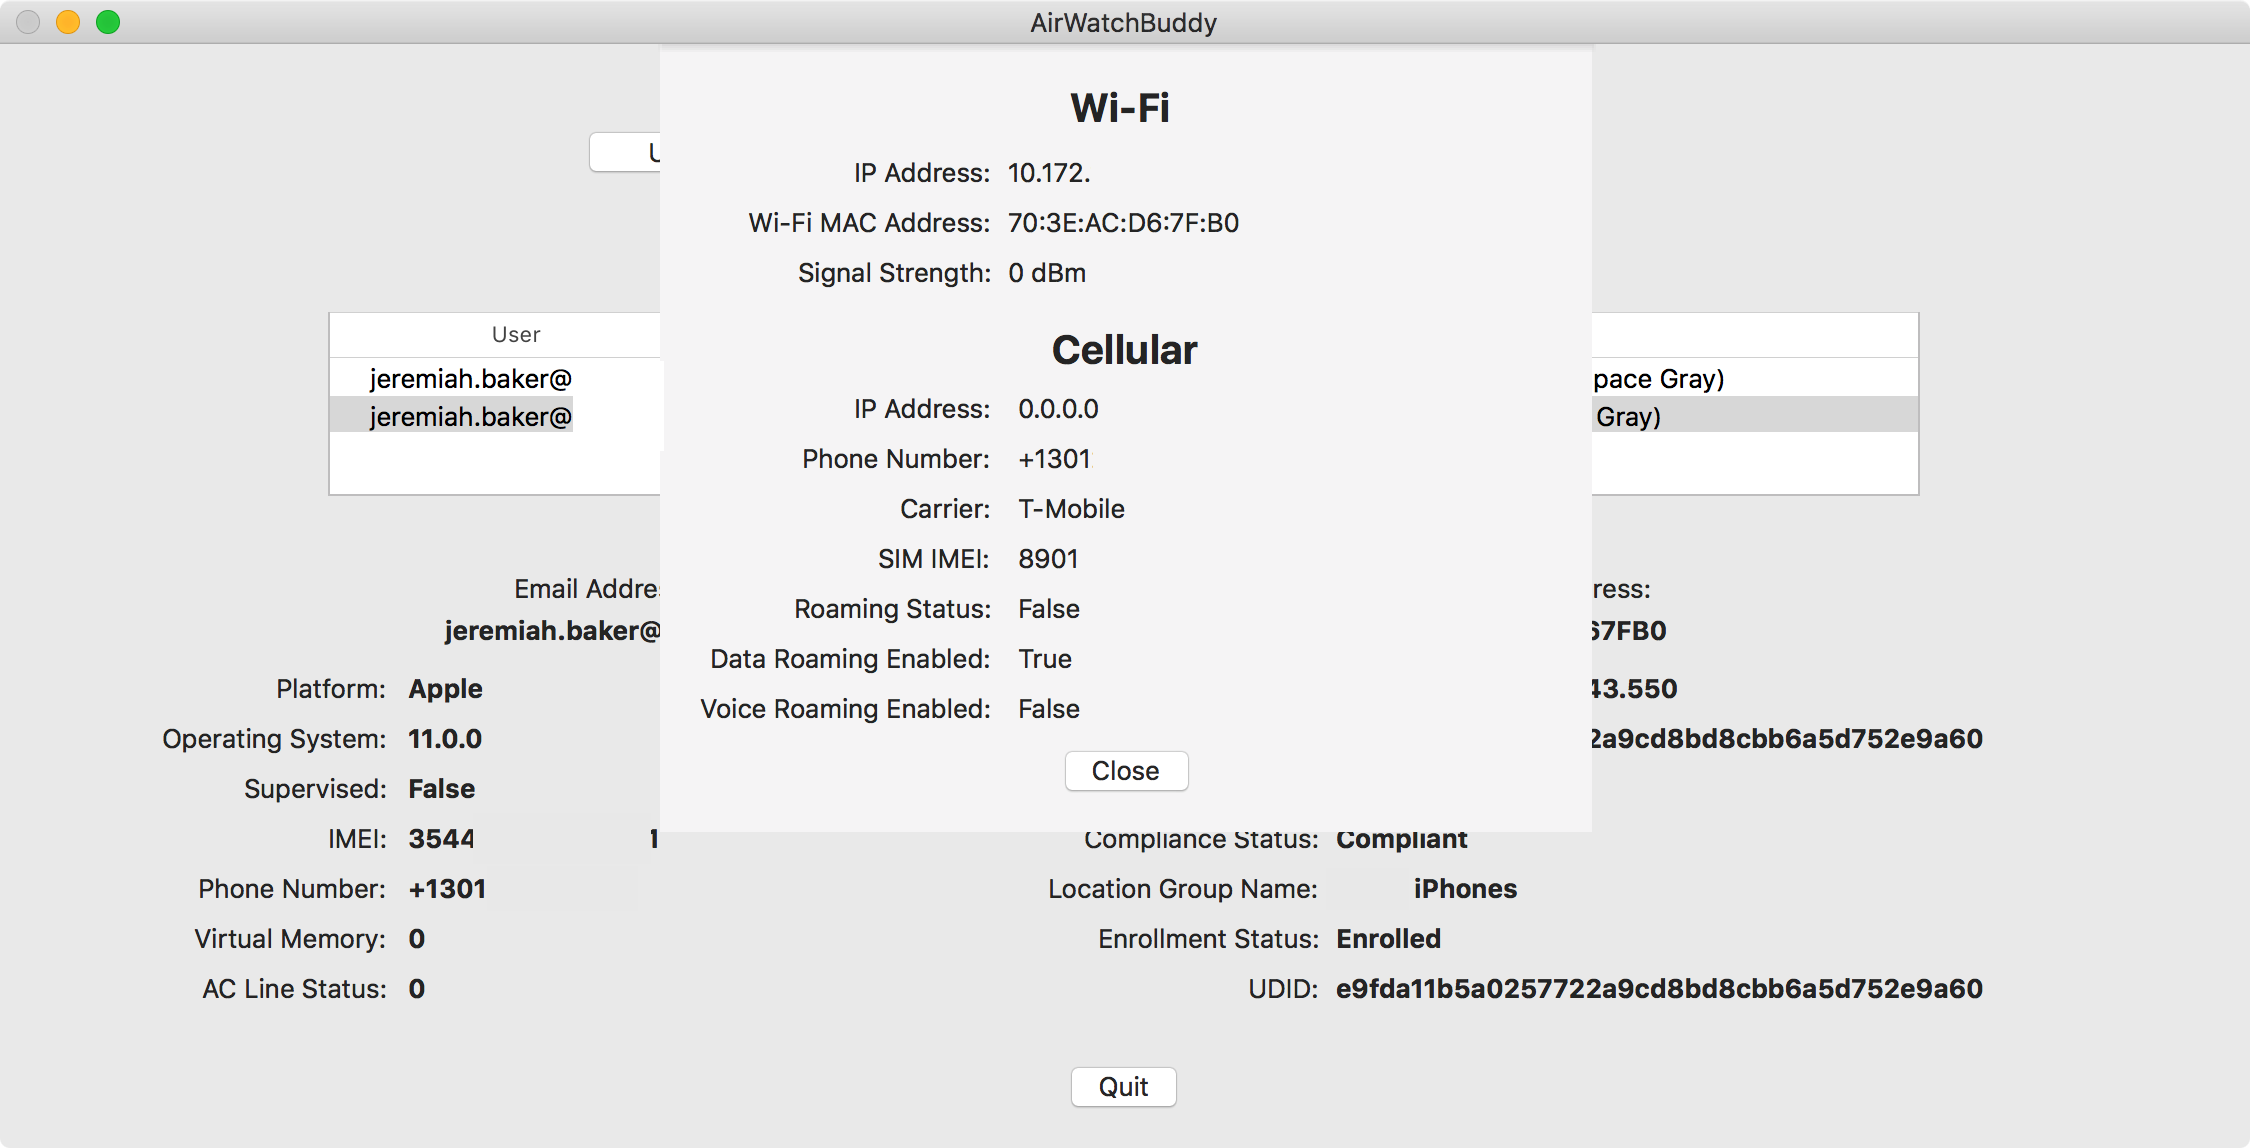 AirWatchBuddy
Wi-Fi
IP Address: 10.172.
Wi-Fi MAC Address: 70:3E:AC:D6:7F:B0
Signal Strength: 0 dBm
Cellular
IP Address: 0.0.0.0
Phone Number: +1301
Carrier: T-Mobile
SIM IMEI: 8901
Roaming Status: False
Data Roaming Enabled: True
Voice Roaming Enabled: False
Close
User
jeremiah.baker@
pace Gray)
jeremiah.baker@
Gray)
Email Addre
ress:
jeremiah.baker@
67FB0
Platform: Apple
43.550
Operating System: 11.0.0
2a9cd8bd8cbb6a5d752e9a60
Supervised: False
IMEI: 3544 1
Compliance Status: Compliant
Phone Number: +1301
Location Group Name: iPhones
Virtual Memory: 0
Enrollment Status: Enrolled
AC Line Status: 0
UDID: e9fda11b5a0257722a9cd8bd8cbb6a5d752e9a60
Quit